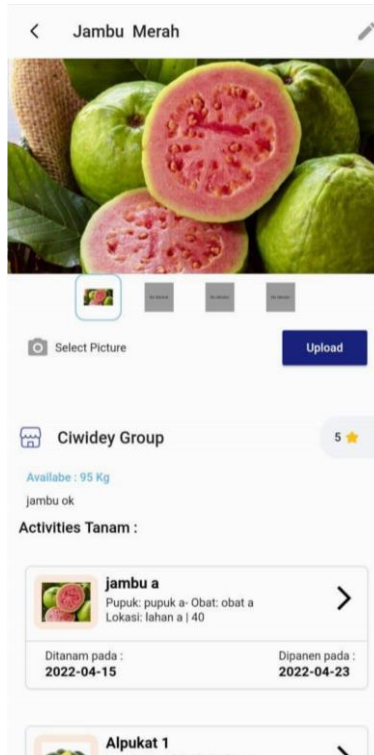 Jambu Merah
Select Picture
Upload
Ciwidey Group
5
Availabe : 95 Kg
jambu ok
Activities Tanam :
jambu a
Pupuk: pupuk a- Obat: obat a
Lokasi: lahan a | 40
Ditanam pada :
Dipanen pada :
2022-04-15
2022-04-23
Alpukat 1